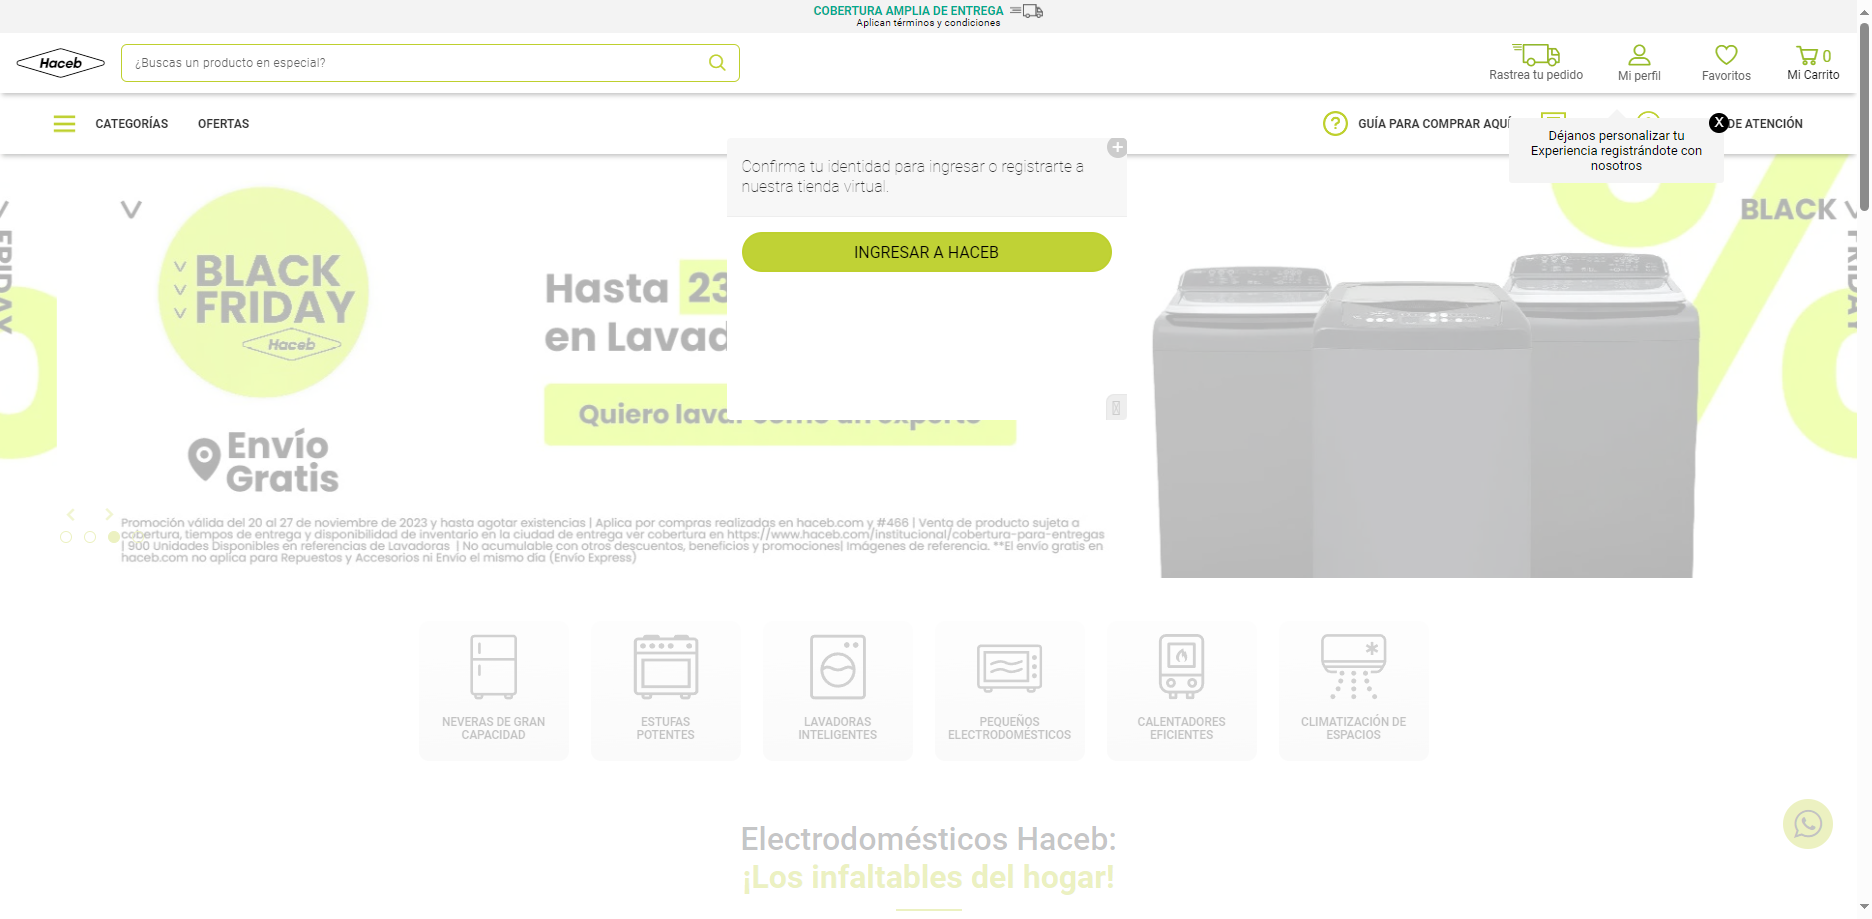 COBERTURA AMPLIA DE ENTREGA
Aplican términos y condiciones
Haceb
¿Buscas un producto en especial?
Rastrea tu pedido
Mi perfil
Favoritos
0
Mi Carrito
CATEGORÍAS
OFERTAS
GUÍA PARA COMPRAR AQUÍ
DE ATENCIÓN
X
Déjanos personalizar tu
Experiencia registrándote con
nosotros
Confirma tu identidad para ingresar o registrarte a
nuestra tienda virtual.
INGRESAR A HACEB
FRIDAY
BLACK
FRIDAY
Haceb
Envío
Gratis
Hasta 23
en Lavad
Quiero lavar como un experto
BLACK
FRIDAY
Promoción válida del 20 al 27 de noviembre de 2023 y hasta agotar existencias | Aplica por compras realizadas en haceb.com y #466 | Venta de producto sujeta a
cobertura, tiempos de entrega y disponibilidad de inventario en la ciudad de entrega ver cobertura en https://www.haceb.com/institucional/cobertura-para-entregas
| 900 Unidades Disponibles en referencias de Lavadoras | No acumulable con otros descuentos, beneficios y promociones| Imágenes de referencia. **El envío gratis en
haceb.com no aplica para Repuestos y Accesorios ni Envío el mismo día (Envío Express)
NEVERAS DE GRAN
CAPACIDAD
ESTUFAS
POTENTES
LAVADORAS
INTELIGENTES
PEQUEÑOS
ELECTRODOMÉSTICOS
CALENTADORES
EFICIENTES
CLIMATIZACIÓN DE
ESPACIOS
Electrodomésticos Haceb:
¡Los infaltables del hogar!